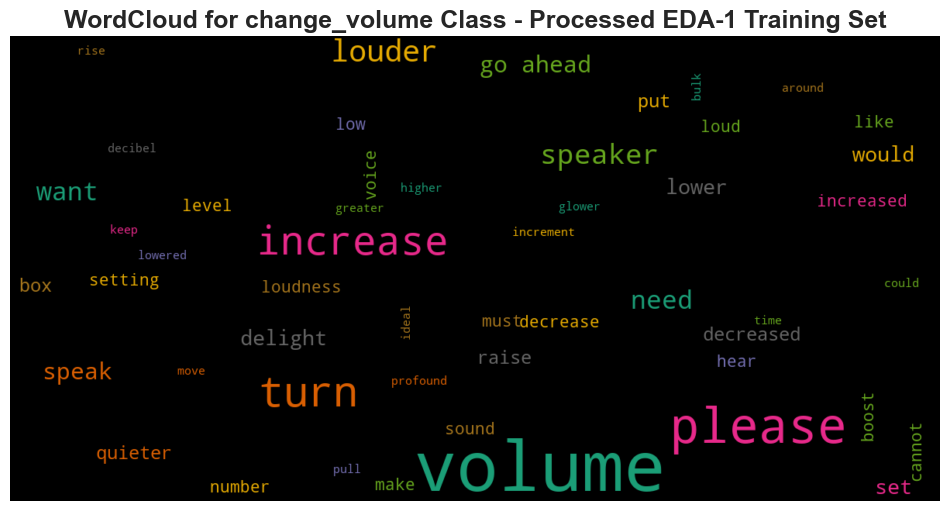 WordCloud for change_volume Class - Processed EDA-1 Training Set
rise
louder
go ahead
bulk
around
put
low
loud
like
decibel
speaker
would
voice
want
higher
lower
level
greater
glower
increased
keep
increase
increment
lowered
box
setting
loudness
need
could
ideal
must
decrease
time
delight
decreased
raise
hear
speak
move
turn
profound
please
boost
sound
cannot
quieter
volume
pull
number
make
set